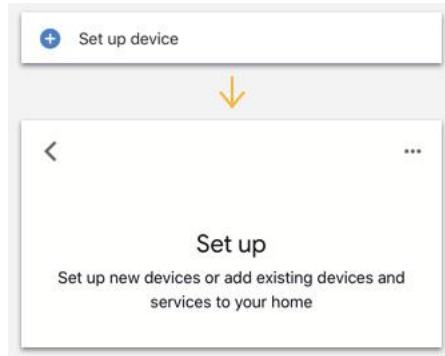 Set up device
Set up
Set up new devices or add existing devices and
services to your home